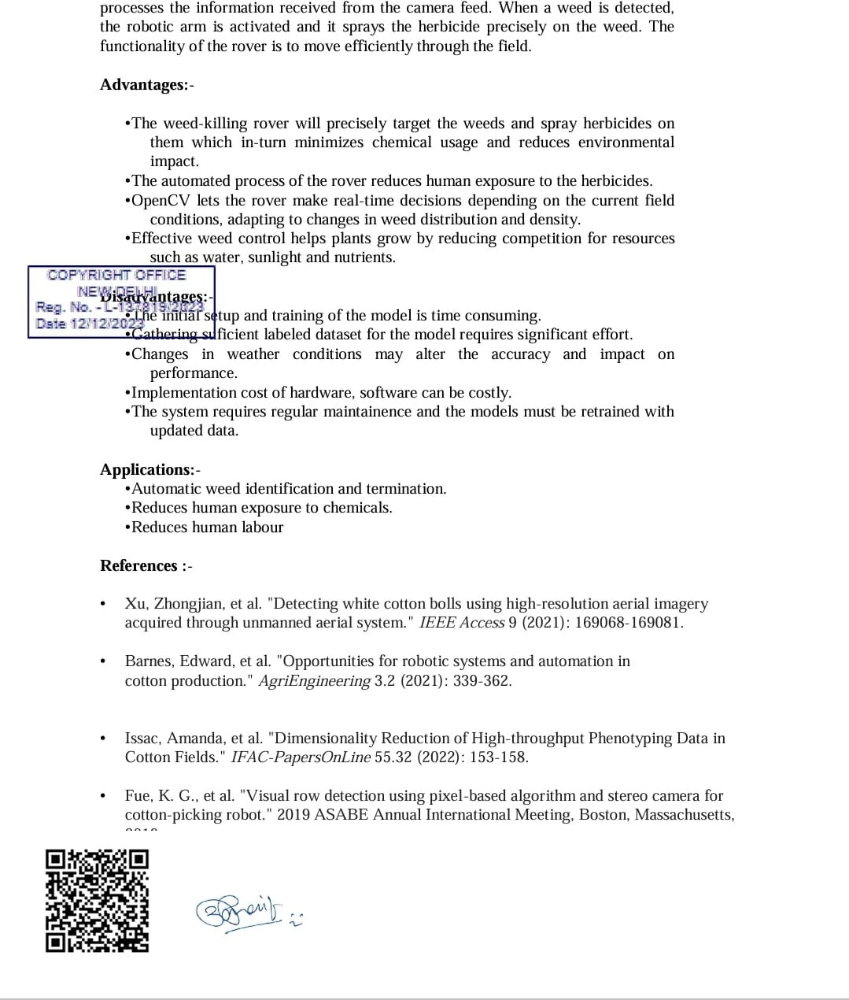 processes the information received from the camera feed. When a weed is detected,
the robotic arm is activated and it sprays the herbicide precisely on the weed. The
functionality of the rover is to move efficiently through the field.
Advantages:-
•The weed-killing rover will precisely target the weeds and spray herbicides on
them which in-turn minimizes chemical usage and reduces environmental
impact.
•The automated process of the rover reduces human exposure to the herbicides.
•OpenCV lets the rover make real-time decisions depending on the current field
conditions, adapting to changes in weed distribution and density.
•Effective weed control helps plants grow by reducing competition for resources
such as water, sunlight and nutrients.
COPYRIGHT OFFICE
NEW DELHI
Reg. No. - L-137819/2023
Date 12/12/2023
Disadvantages:-
•The initial setup and training of the model is time consuming.
•Gathering suficient labeled dataset for the model requires significant effort.
•Changes in weather conditions may alter the accuracy and impact on
performance.
•Implementation cost of hardware, software can be costly.
•The system requires regular maintainence and the models must be retrained with
updated data.
Applications:-
•Automatic weed identification and termination.
•Reduces human exposure to chemicals.
•Reduces human labour
References :-
• Xu, Zhongjian, et al. "Detecting white cotton bolls using high-resolution aerial imagery
acquired through unmanned aerial system." IEEE Access 9 (2021): 169068-169081.
• Barnes, Edward, et al. "Opportunities for robotic systems and automation in
cotton production." AgriEngineering 3.2 (2021): 339-362.
• Issac, Amanda, et al. "Dimensionality Reduction of High-throughput Phenotyping Data in
Cotton Fields." IFAC-PapersOnLine 55.32 (2022): 153-158.
• Fue, K. G., et al. "Visual row detection using pixel-based algorithm and stereo camera for
cotton-picking robot." 2019 ASABE Annual International Meeting, Boston, Massachusetts,